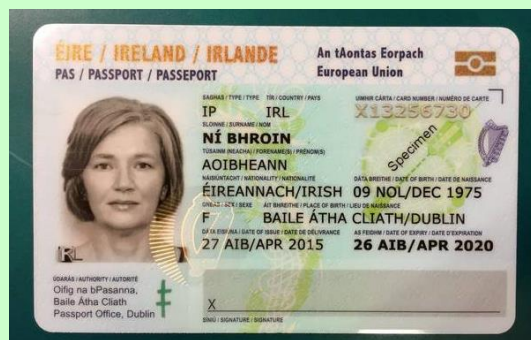 ÉIRE / IRELAND / IRLANDE
PAS / PASSPORT / PASSEPORT
An tAontas Eorpach
European Union
SAGHAS / TYPE / TYPE TÍR / COUNTRY / PAYS UIMHIR CÁRTA / CARD NUMBER / NUMÉRO DE CARTE
IP IRL X13256730
SLOINNE / SURNAME / NOM
NÍ BHROIN
TÚSAINM (NEACHA) / FORENAME(S) / PRÉNOM(S)
AOIBHEANN
Specimen
NÁISIÚNTACHT / NATIONALITY / NATIONALITÉ DÁTA BREITHE / DATE OF BIRTH / DATE DE NAISSANCE
ÉIREANNACH/IRISH 09 NOL/DEC 1975
GNÉAS / SEX / SEXE ÁIT BHREITHE / PLACE OF BIRTH / LIEU DE NAISSANCE
F BAILE ÁTHA CLIATH/DUBLIN
DÁTA EISIÚNA / DATE OF ISSUE / DATE DE DÉLIVRANCE AS FEIDHM / DATE OF EXPIRY / DATE D'EXPIRATION
27 AIB/APR 2015 26 AIB/APR 2020
IRL
ÚDARÁS / AUTHORITY / AUTORITÉ
Oifig na bPasanna,
Baile Átha Cliath
Passport Office, Dublin
X
SÍNIÚ / SIGNATURE / SIGNATURE